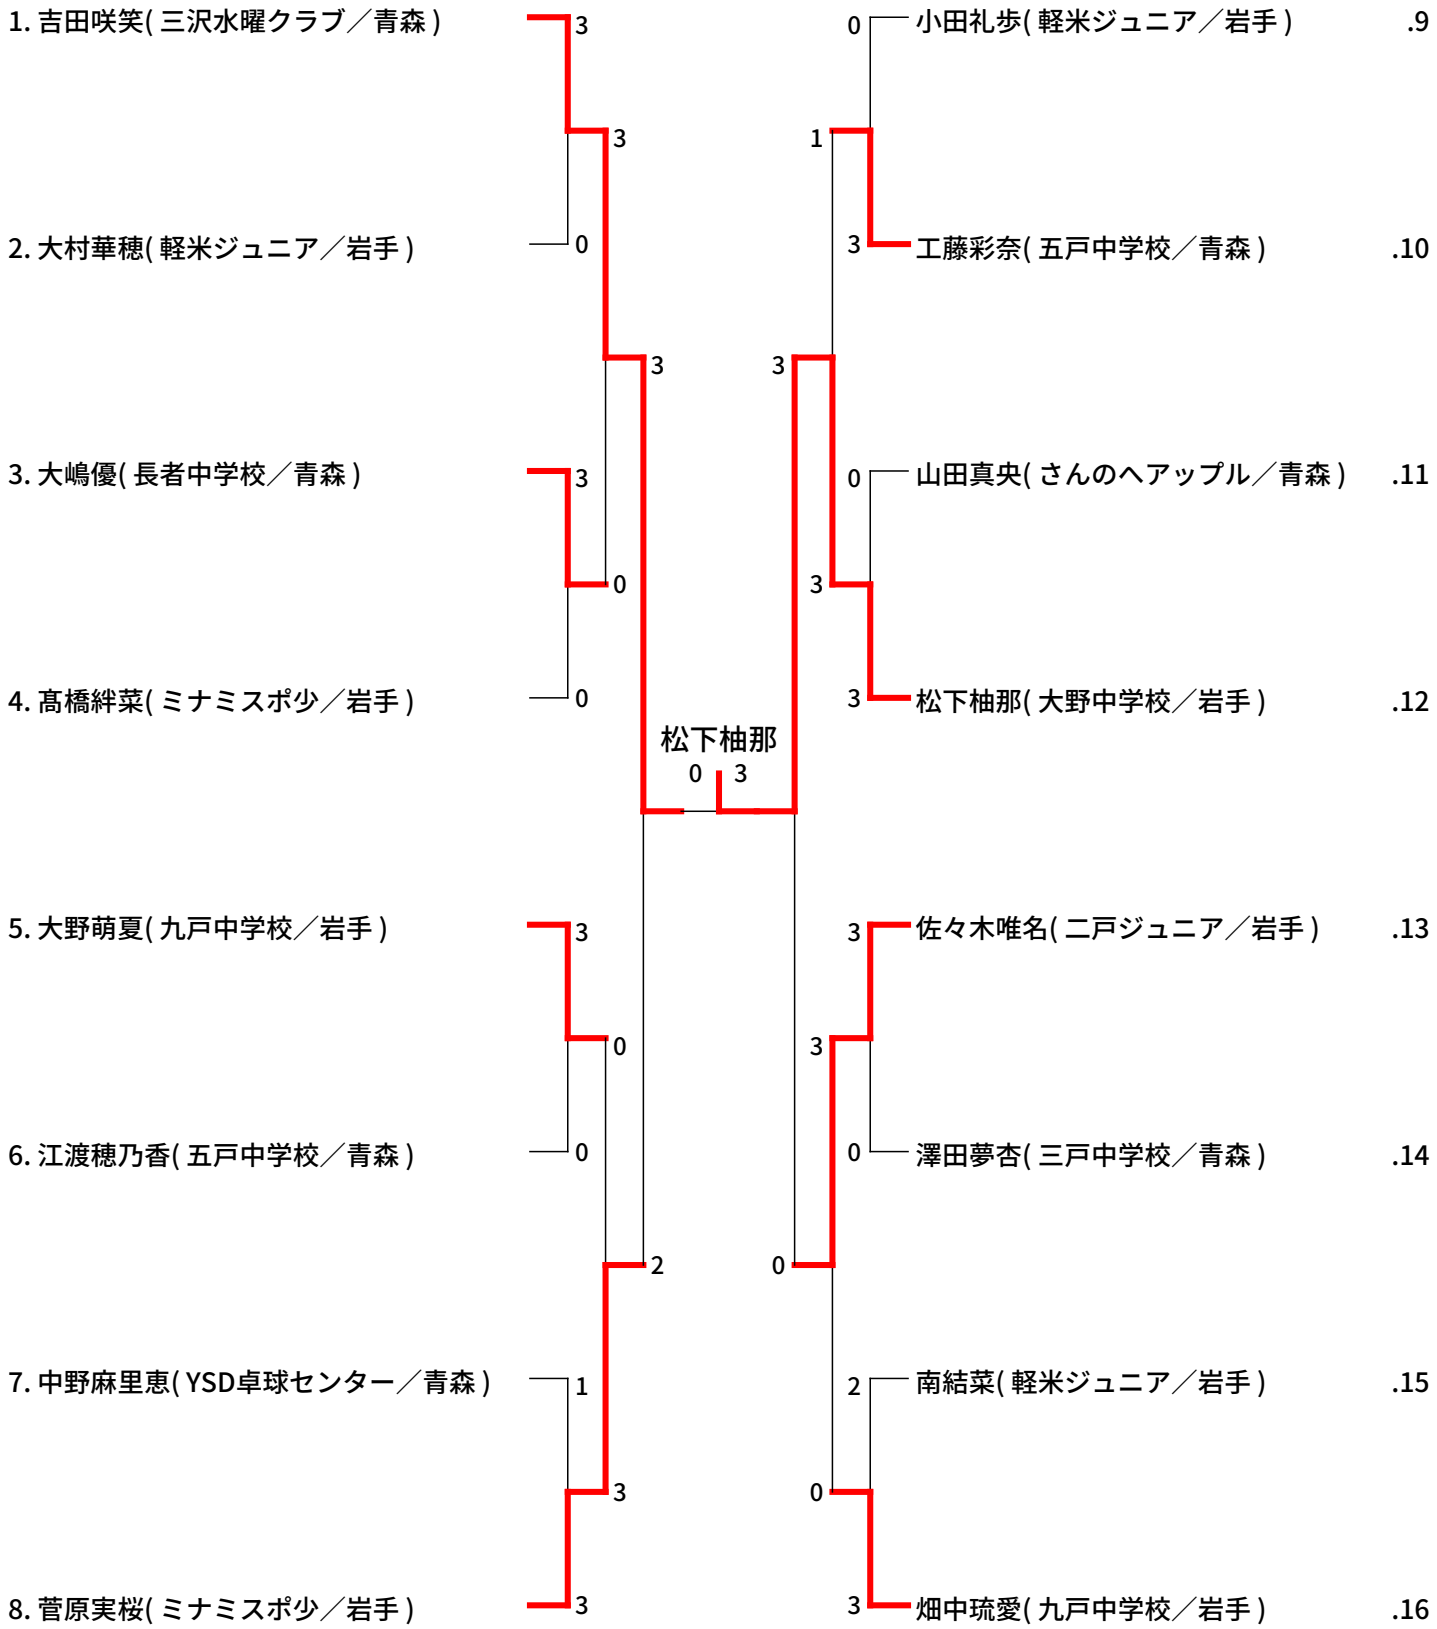 1. 吉田咲笑( 三沢水曜クラブ／青森 )
3
0
小田礼歩( 軽米ジュニア／岩手 )
.9
3
1
2. 大村華穂( 軽米ジュニア／岩手 )
0
3
工藤彩奈( 五戸中学校／青森 )
.10
3
3
3. 大嶋優( 長者中学校／青森 )
3
0
山田真央( さんのへアップル／青森 )
.11
0
3
4. 髙橋絆菜( ミナミスポ少／岩手 )
0
3
松下柚那( 大野中学校／岩手 )
.12
松下柚那
0 3
5. 大野萌夏( 九戸中学校／岩手 )
3
3
佐々木唯名( 二戸ジュニア／岩手 )
.13
0
3
6. 江渡穂乃香( 五戸中学校／青森 )
0
0
澤田夢杏( 三戸中学校／青森 )
.14
2
0
7. 中野麻里恵( YSD卓球センター／青森 )
1
2
南結菜( 軽米ジュニア／岩手 )
.15
3
0
8. 菅原実桜( ミナミスポ少／岩手 )
3
3
畑中琉愛( 九戸中学校／岩手 )
.16